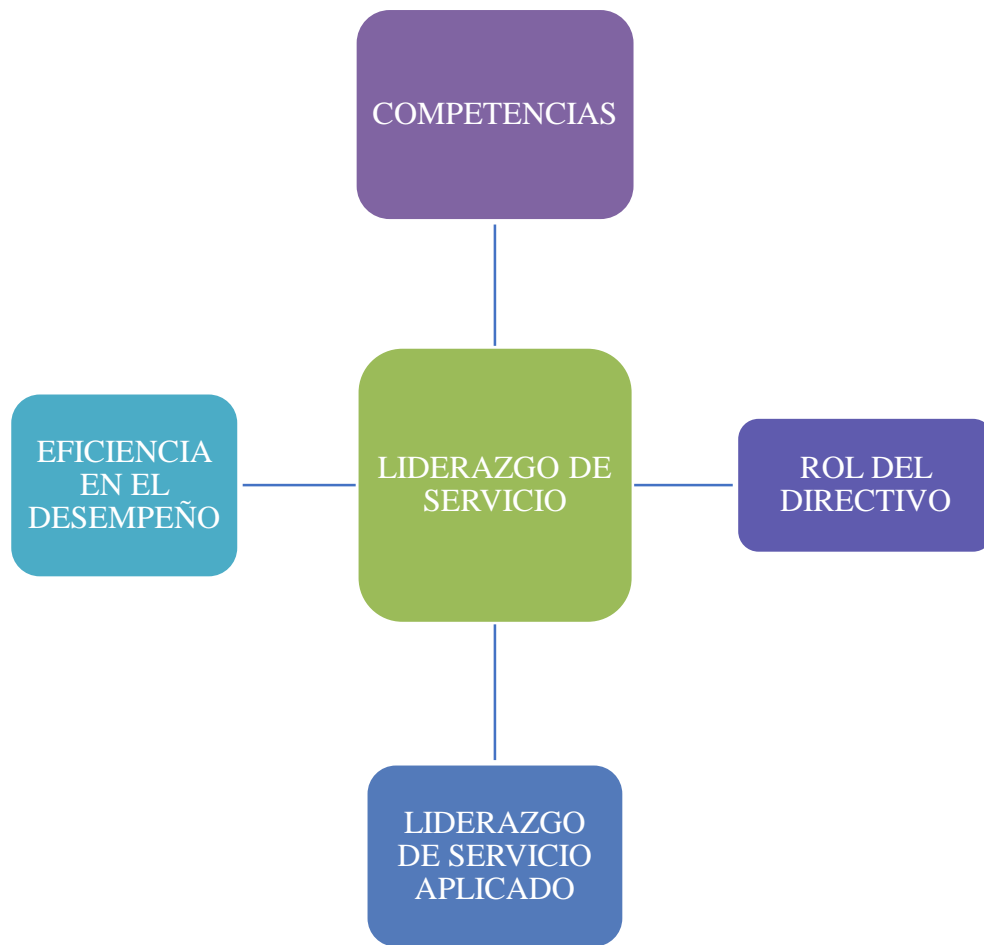 COMPETENCIAS
EFICIENCIA
EN EL
DESEMPEÑO
LIDERAZGO DE
SERVICIO
ROL DEL
DIRECTIVO
LIDERAZGO
DE SERVICIO
APLICADO